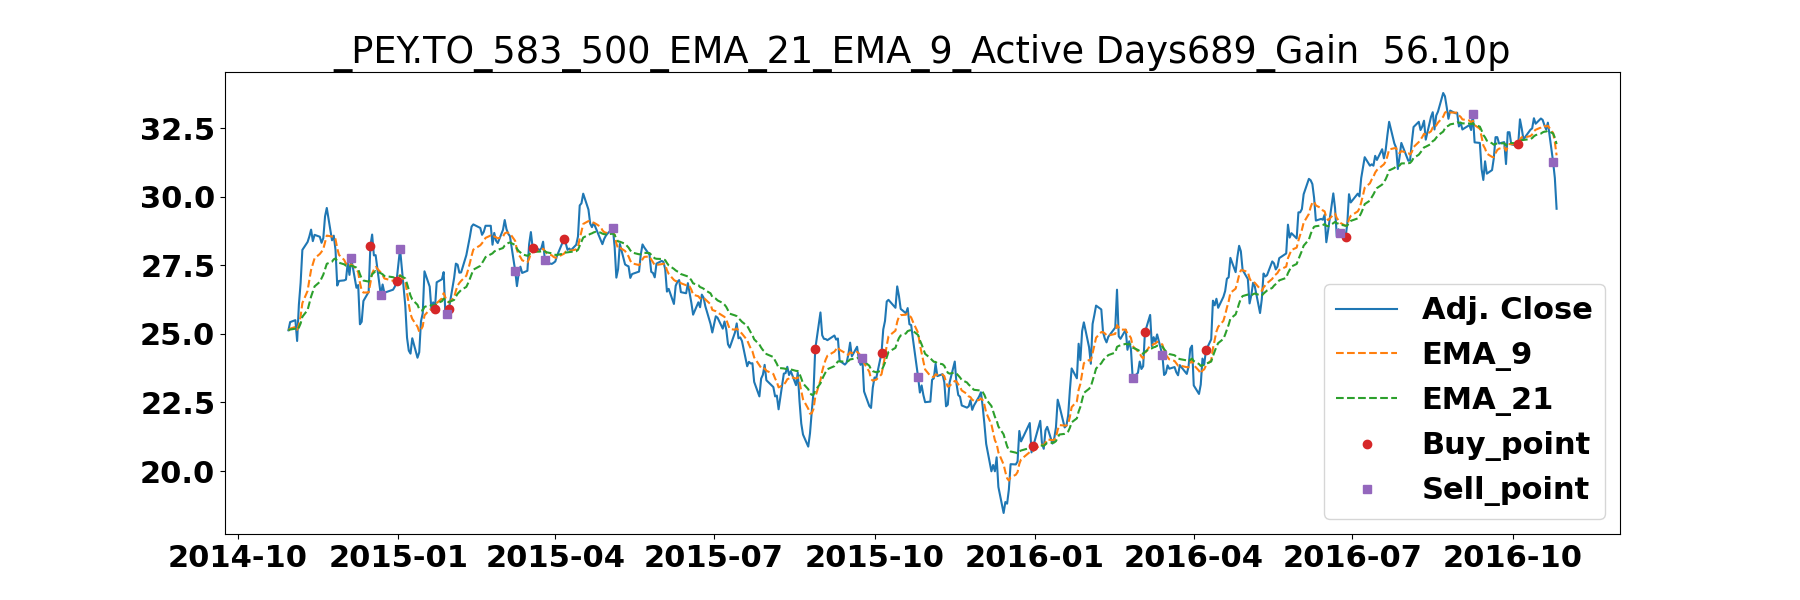 _PEY.TO_583_500_EMA_21_EMA_9_Active Days689_Gain  56.10p
32.5
30.0
27.5
25.0
22.5
20.0
Adj. Close
EMA_9
EMA_21
Buy_point
Sell_point
2014-10 2015-01 2015-04 2015-07 2015-10 2016-01 2016-04 2016-07 2016-10